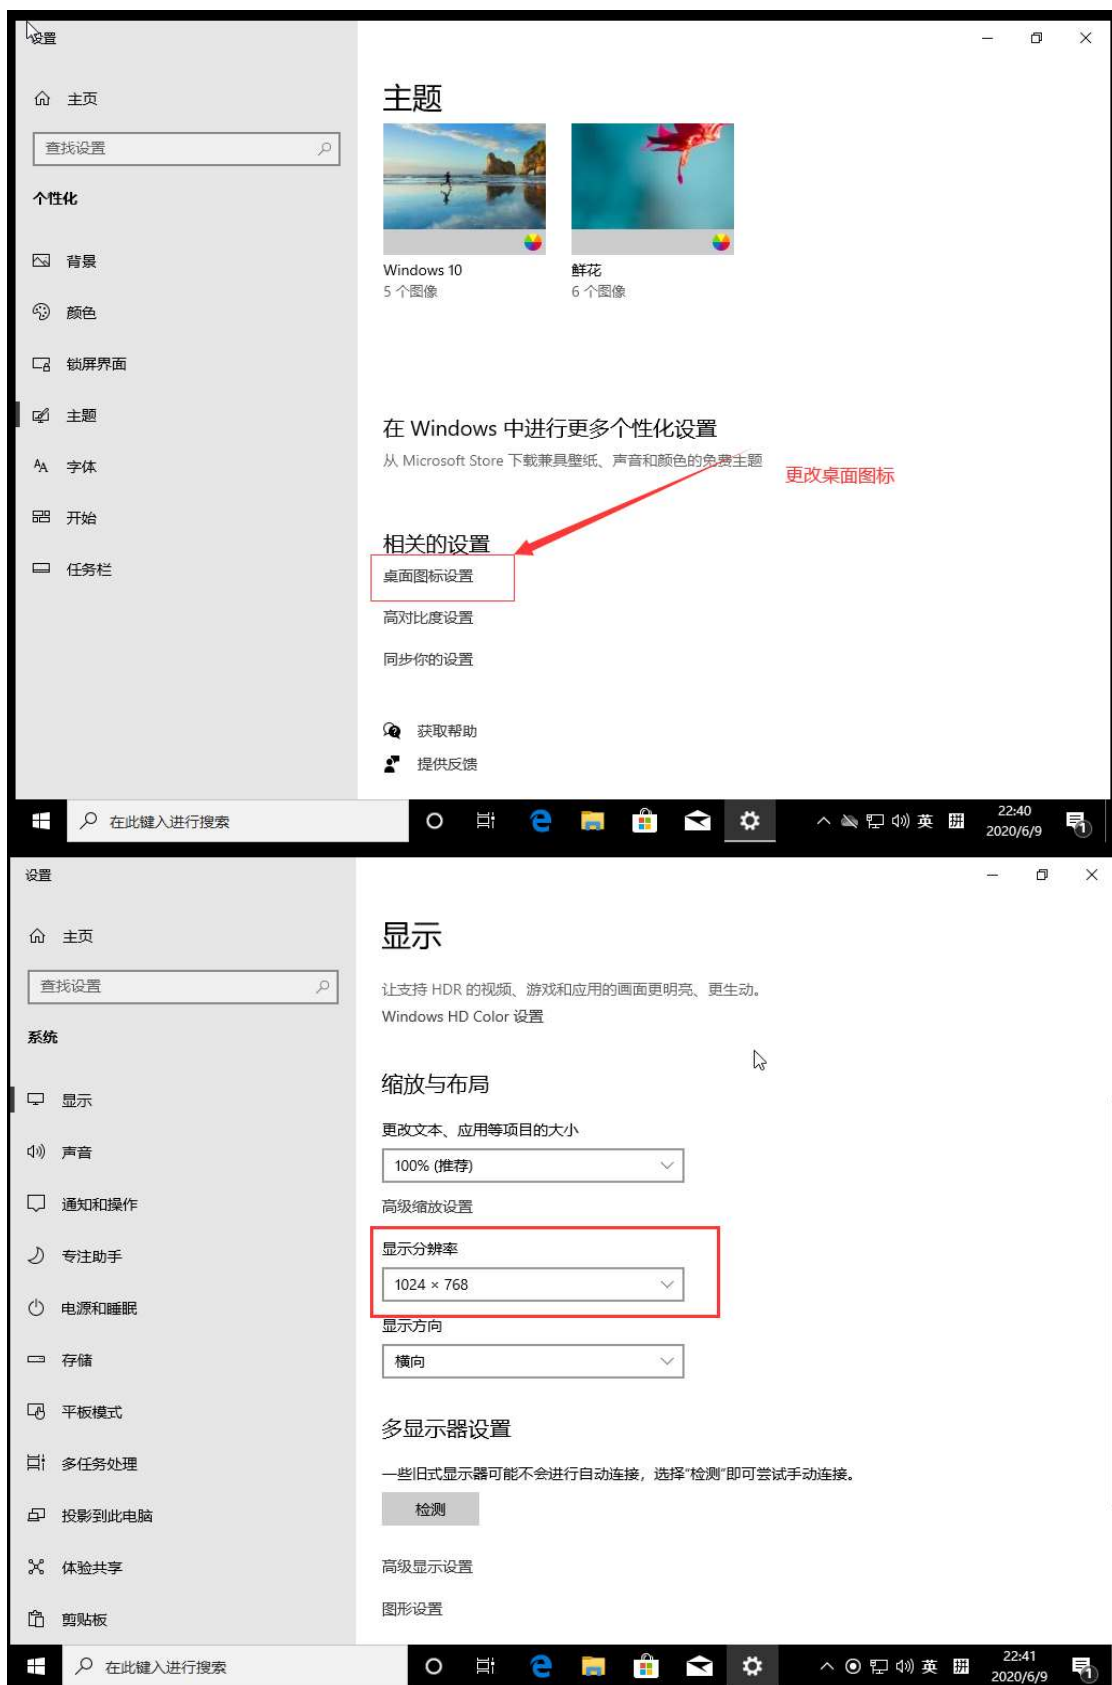 设置
主页
主题
查找设置
个性化
背景
Windows 10
鲜花
5 个图像
6 个图像
颜色
锁屏界面
主题
在 Windows 中进行更多个性化设置
从 Microsoft Store 下载兼具壁纸、声音和颜色的免费主题
更改桌面图标
字体
开始
相关的设置
任务栏
桌面图标设置
高对比度设置
同步你的设置
获取帮助
提供反馈
在此键入进行搜索
英
拼
22:40
2020/6/9
1
设置
主页
显示
查找设置
让支持 HDR 的视频、游戏和应用的画面更明亮、更生动。
Windows HD Color 设置
系统
缩放与布局
显示
更改文本、应用等项目的大小
声音
100% (推荐)
通知和操作
高级缩放设置
专注助手
显示分辨率
电源和睡眠
1024 × 768
显示方向
存储
横向
平板模式
多显示器设置
多任务处理
一些旧式显示器可能不会进行自动连接，选择"检测"即可尝试手动连接。
投影到此电脑
检测
体验共享
高级显示设置
剪贴板
图形设置
在此键入进行搜索
英
拼
22:41
2020/6/9
1